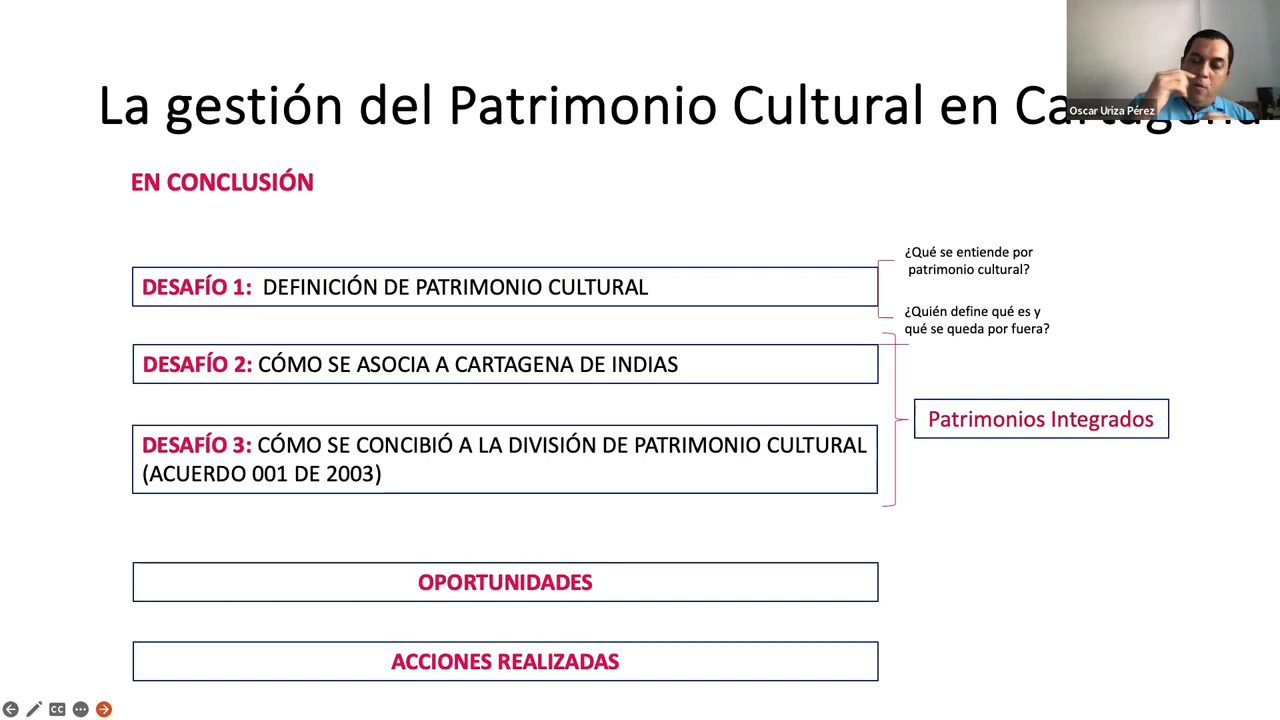 La gestión del Patrimonio Cultural en Cartagena
Oscar Uriza Pérez
EN CONCLUSIÓN
¿Qué se entiende por
patrimonio cultural?
DESAFÍO 1: DEFINICIÓN DE PATRIMONIO CULTURAL
¿Quién define qué es y
qué se queda por fuera?
DESAFÍO 2: CÓMO SE ASOCIA A CARTAGENA DE INDIAS
Patrimonios Integrados
DESAFÍO 3: CÓMO SE CONCIBIÓ A LA DIVISIÓN DE PATRIMONIO CULTURAL
(ACUERDO 001 DE 2003)
OPORTUNIDADES
ACCIONES REALIZADAS
CC